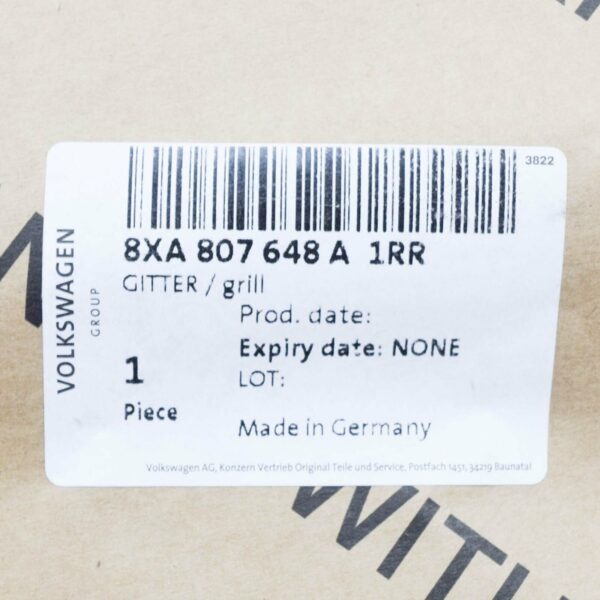 3822
8XA 807 648 A 1RR
GITTER / grill
Prod. date:
Expiry date: NONE
1
LOT:
Piece
Made in Germany
Volkswagen AG, Konzern Vertrieb Original Teile und Service, Postfach 1451, 34219 Baunatal
VOLKSWAGEN
GROUP
WITH